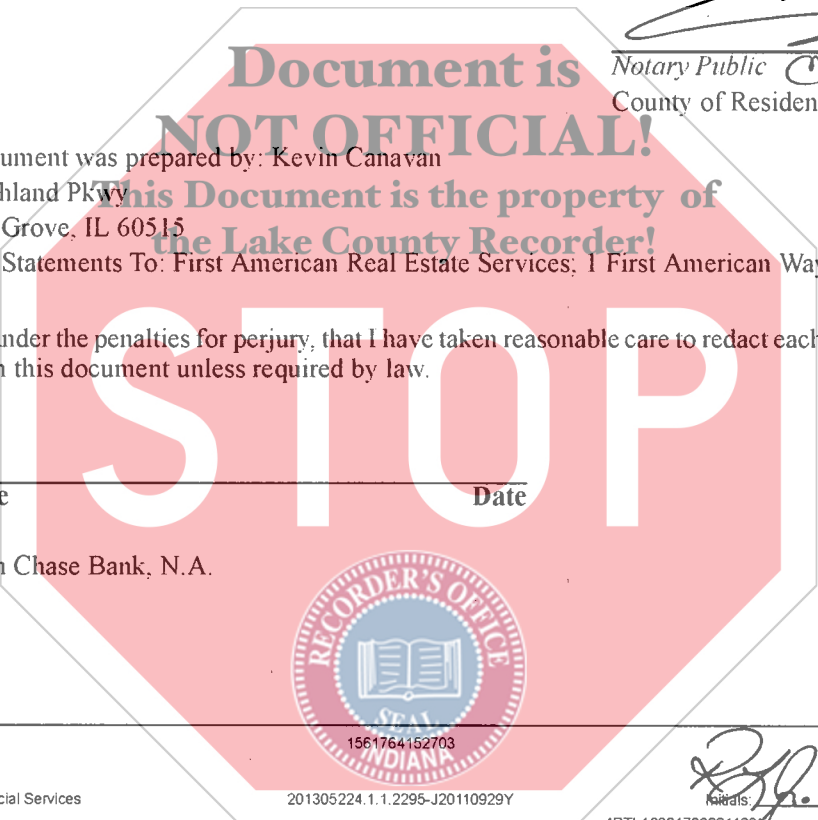 Document is
Notary Public
County of Residen
NOT OFFICIAL!
ument was prepared by: Kevin Canavan
hland Pkwy
This Document is the property of
Grove, IL 60515
the Lake County Recorder!
Statements To: First American Real Estate Services; 1 First American Way
nder the penalties for perjury, that I have taken reasonable care to redact each
n this document unless required by law.
STOP
e Date
n Chase Bank, N.A.
RECORDER'S OFFICE
SEAL
1561764152703
INDIANA
cial Services 201305224.1.1.2295-J20110929Y Initials: